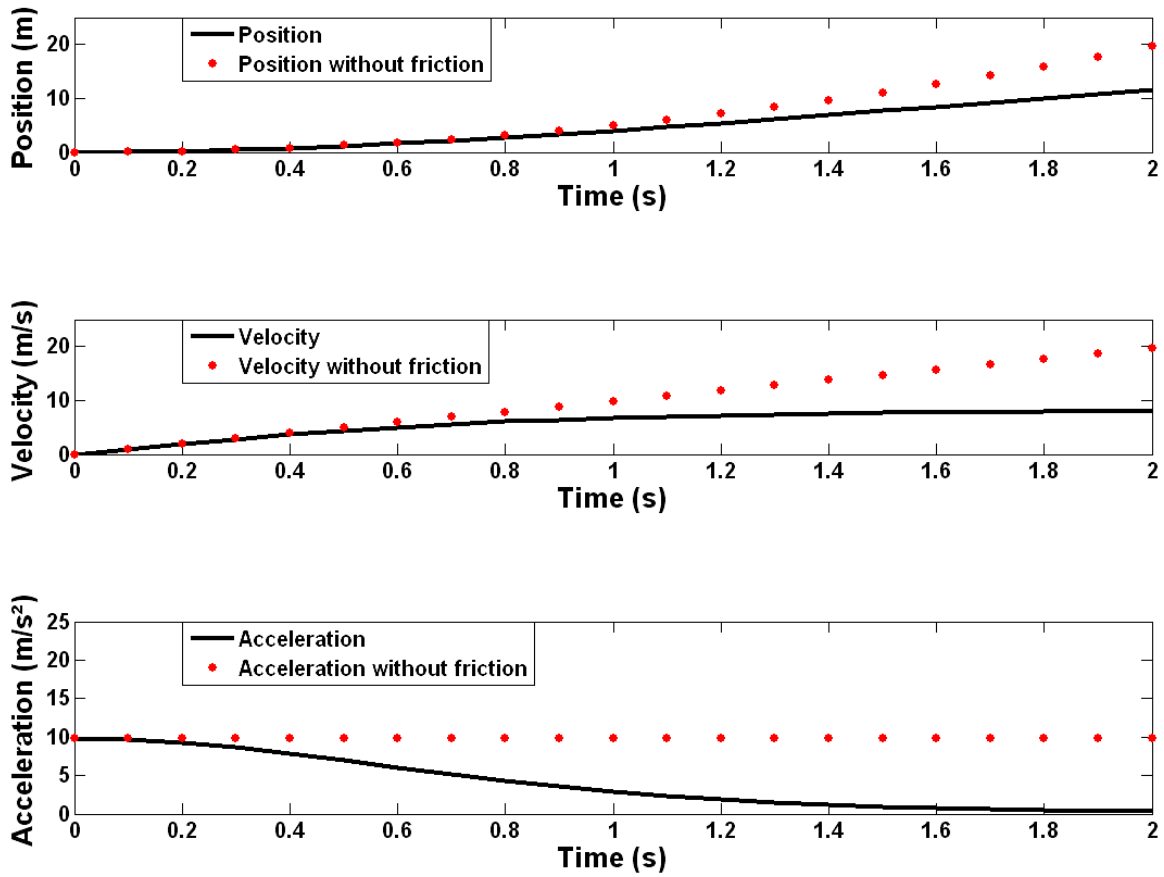 Position (m)
20
10
0
Position
Position without friction
0 0.2 0.4 0.6 0.8 1 1.2 1.4 1.6 1.8 2
Time (s)
Velocity (m/s)
20
10
0
Velocity
Velocity without friction
0 0.2 0.4 0.6 0.8 1 1.2 1.4 1.6 1.8 2
Time (s)
Acceleration (m/s²)
25
20
15
10
5
0
Acceleration
Acceleration without friction
0 0.2 0.4 0.6 0.8 1 1.2 1.4 1.6 1.8 2
Time (s)